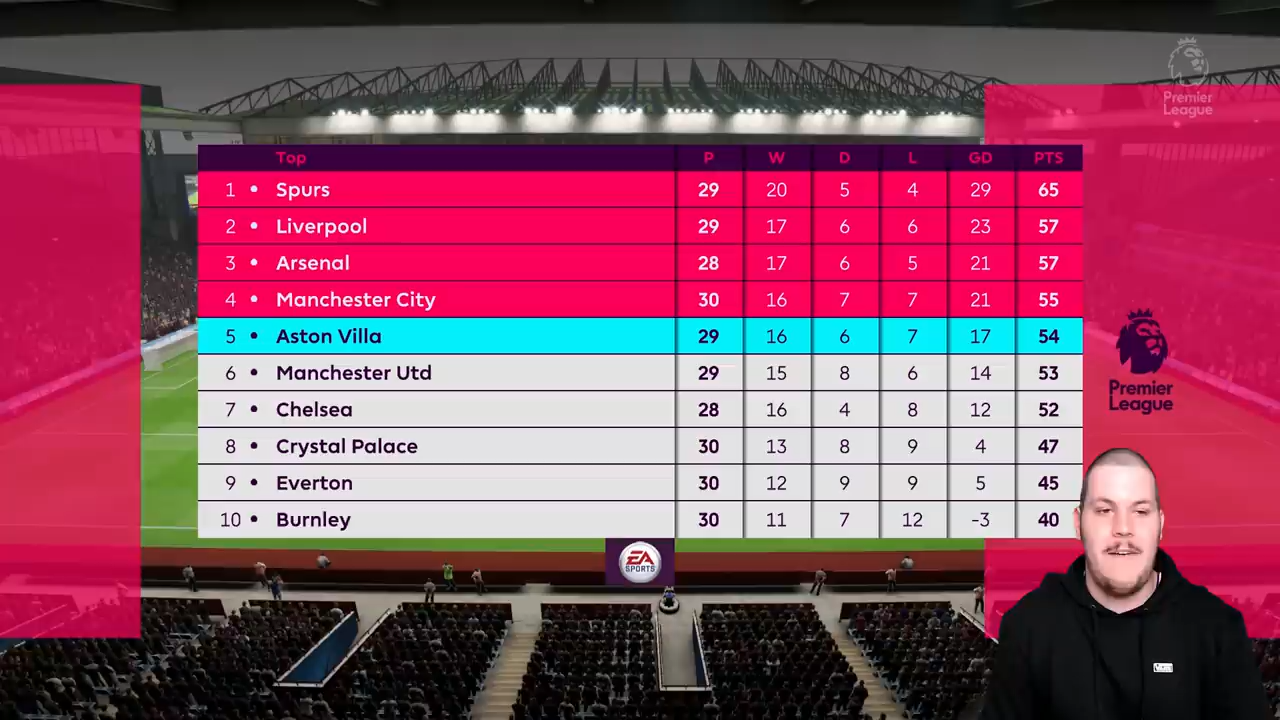 Premier
League
Top P W D L GD PTS
1 • Spurs 29 20 5 4 29 65
2 • Liverpool 29 17 6 6 23 57
3 • Arsenal 28 17 6 5 21 57
4 • Manchester City 30 16 7 7 21 55
5 • Aston Villa 29 16 6 7 17 54
6 • Manchester Utd 29 15 8 6 14 53
7 • Chelsea 28 16 4 8 12 52
8 • Crystal Palace 30 13 8 9 4 47
9 • Everton 30 12 9 9 5 45
10 • Burnley 30 11 7 12 -3 40
Premier
League
EA
SPORTS